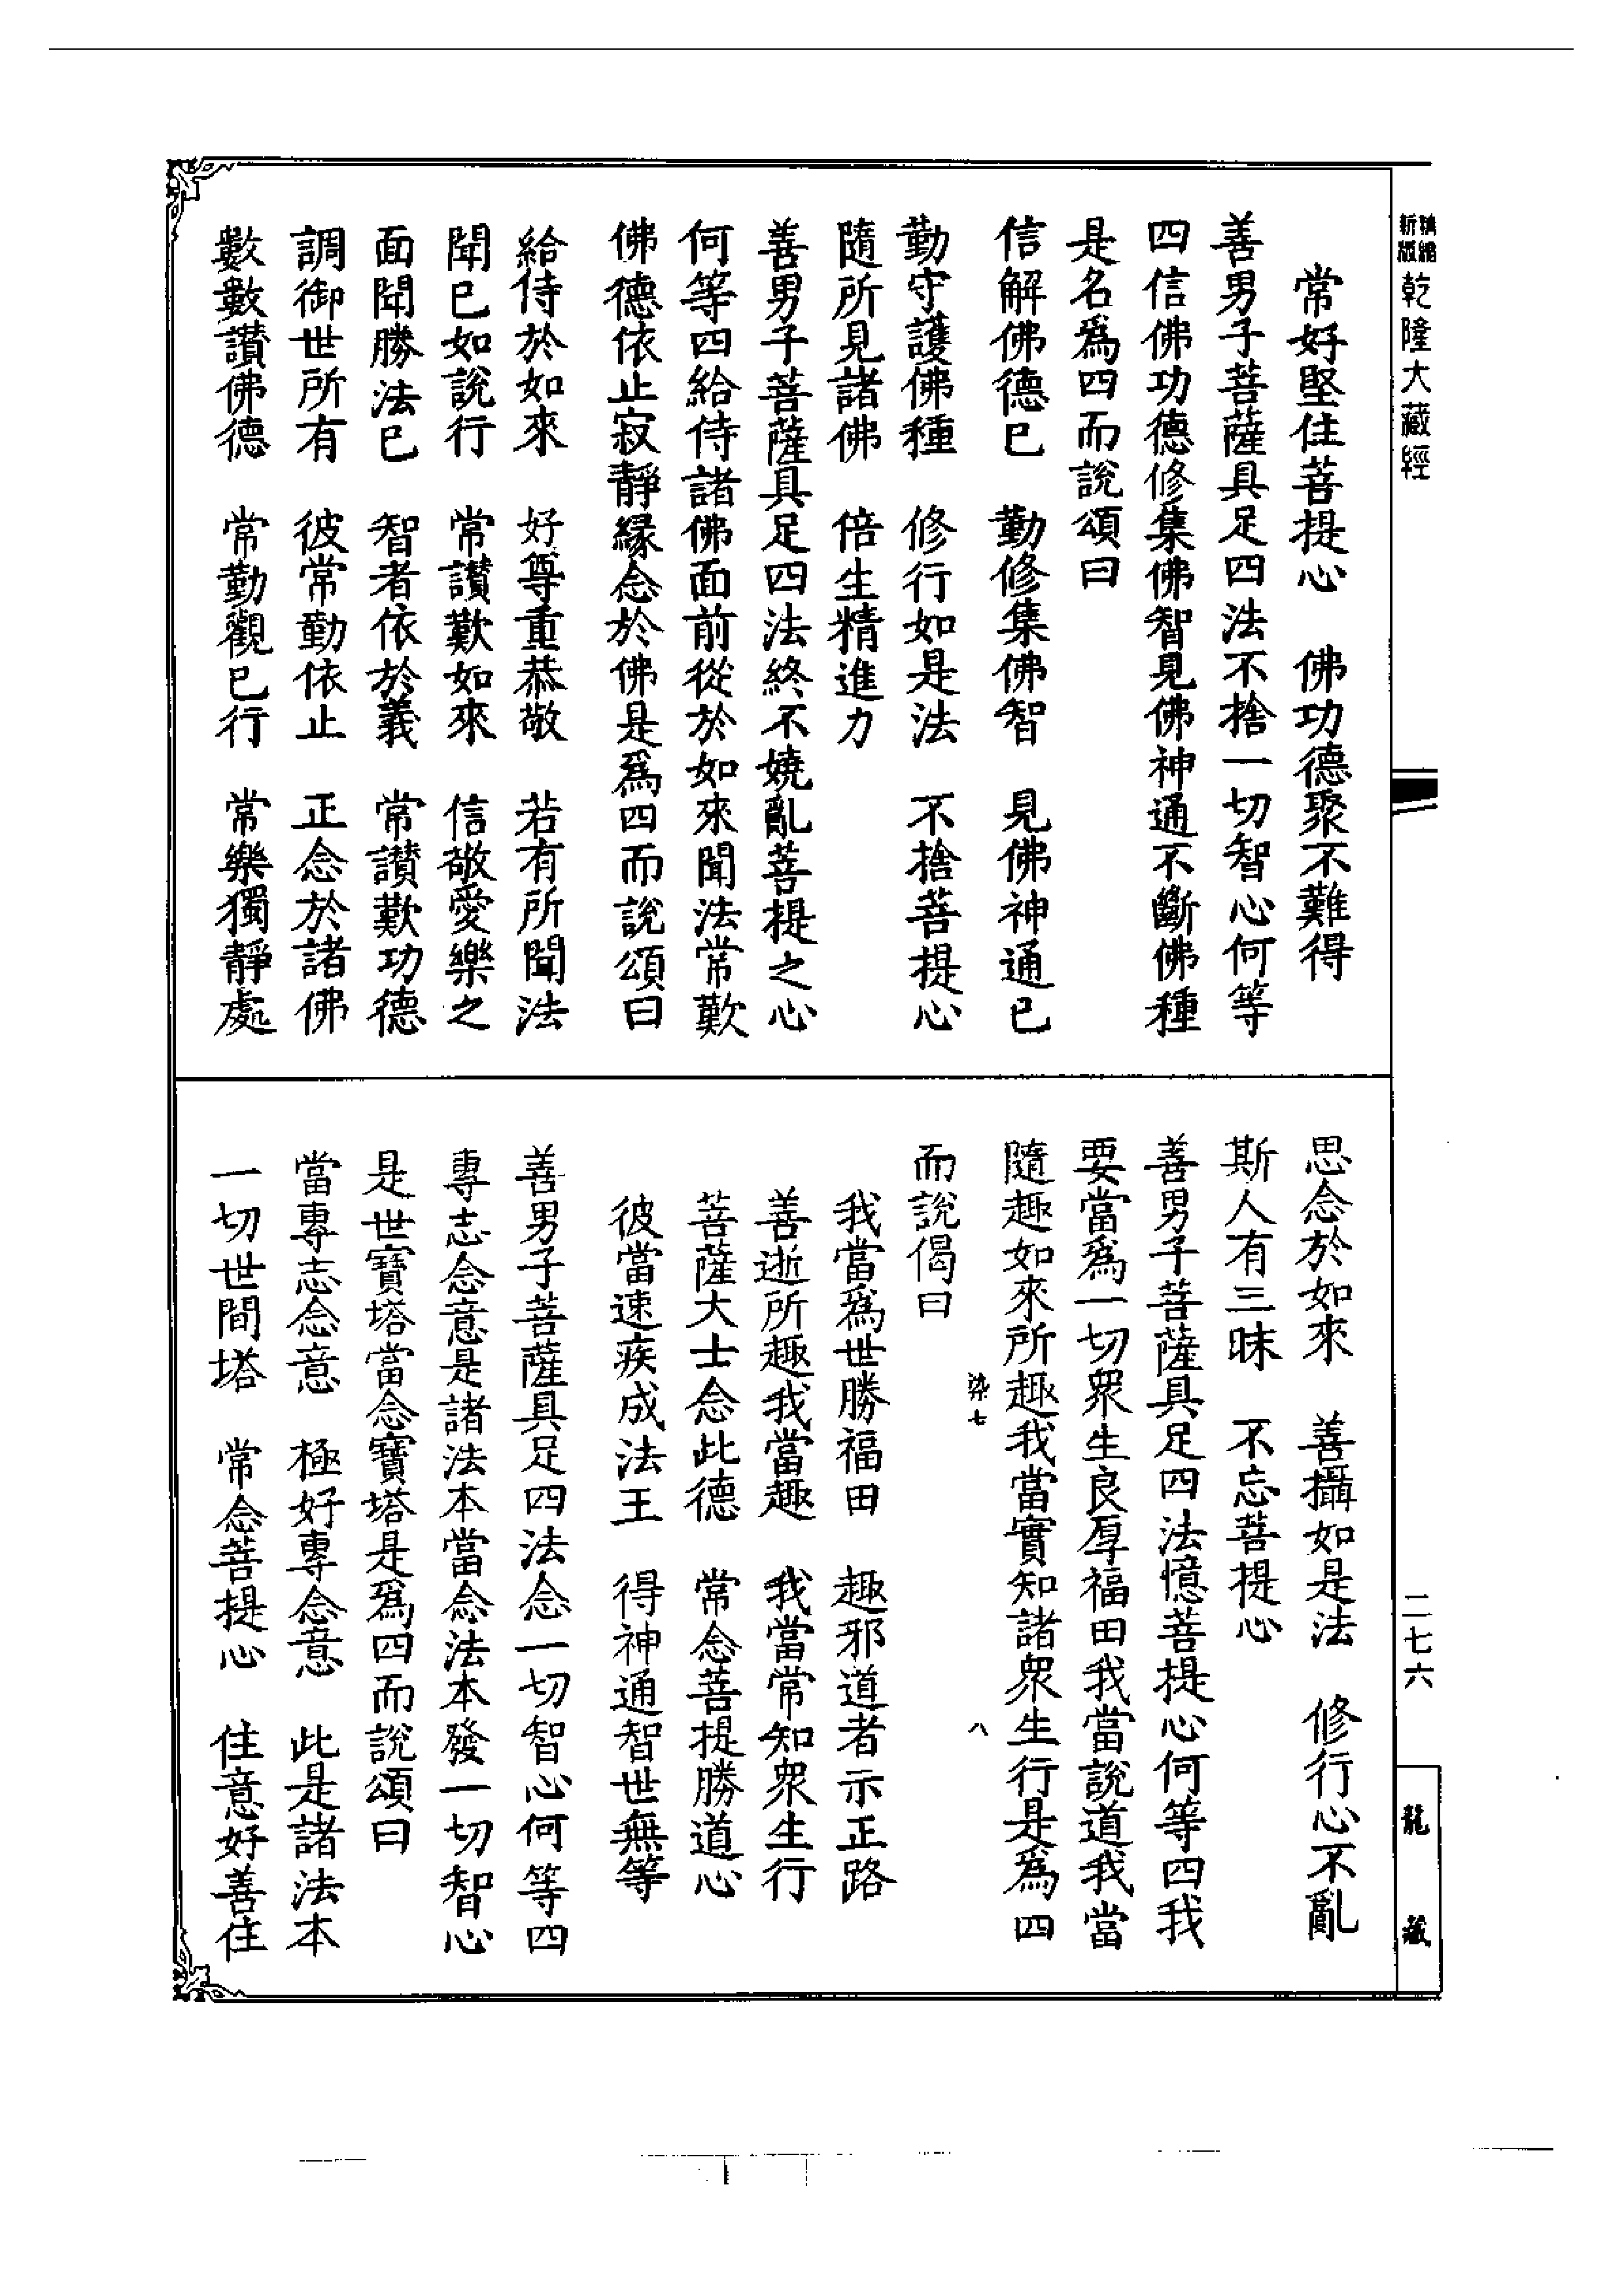 精縮
新版
乾隆大藏經
常好堅住菩提心　佛功德聚不難得
善男子菩薩具足四法不捨一切智心何等
四信佛功德修集佛智見佛神通不斷佛種
是名爲四而說頌曰
信解佛德已　勤修集佛智　見佛神通已
勤守護佛種　修行如是法　不捨菩提心
隨所見諸佛　倍生精進力
善男子菩薩具足四法終不嬈亂菩提之心
何等四給侍諸佛面前從於如來聞法常歎
佛德依止寂靜緣念於佛是爲四而說頌曰
給侍於如來　好尊重恭敬　若有所聞法
聞已如說行　常讚歎如來　信敬愛樂之
面聞勝法已　智者依於義　常讚歎功德
調御世所有　彼常勤依止　正念於諸佛
數數讚佛德　常勤觀已行　常樂獨靜處
思念於如來　善攝如是法　修行心不亂
斯人有三昧　不忘菩提心
善男子菩薩具足四法憶菩提心何等四我
要當爲一切衆生良厚福田我當說道我當
隨趣如來所趣我當實知諸衆生行是爲四
染七　八
而說偈曰
我當爲世勝福田　趣邪道者示正路
善逝所趣我當趣　我當常知衆生行
菩薩大士念此德　常念菩提勝道心
彼當速疾成法王　得神通智世無等
善男子菩薩具足四法念一切智心何等四
專志念意是諸法本當念法本發一切智心
是世寶塔當念寶塔是爲四而說頌曰
當專志念意　極好專念意　此是諸法本
一切世間塔　常念菩提心　住意好善住
二七六
龍藏